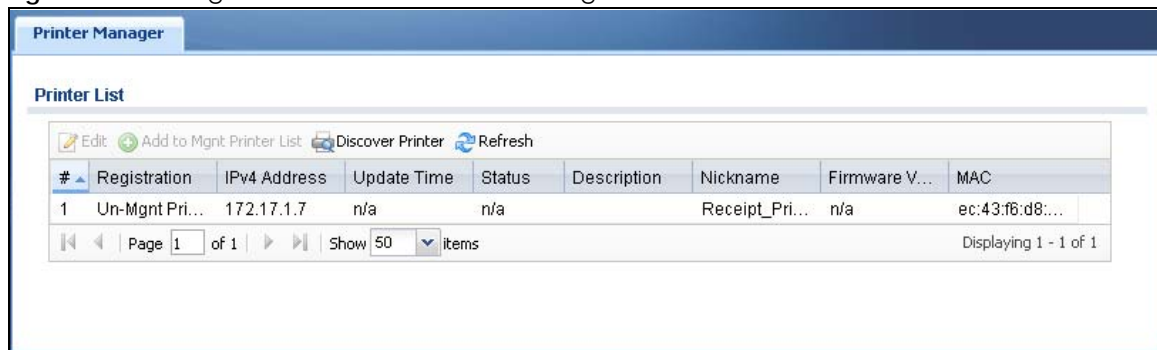 Printer Manager
Printer List
Edit Add to Mgnt Printer List Discover Printer Refresh
# Registration IPv4 Address Update Time Status Description Nickname Firmware V... MAC
1 Un-Mgnt Pri... 172.17.1.7 n/a n/a Receipt_Pri... n/a ec:43:f6:d8:...
Page 1 of 1 Show 50 items Displaying 1 - 1 of 1